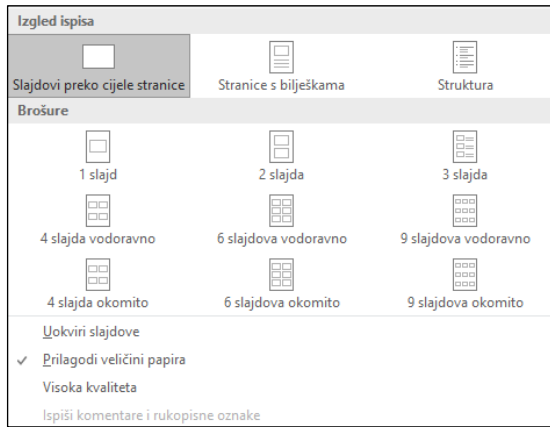 Izgled ispisa
Slajdovi preko cijele stranice Stranice s bilješkama Struktura
Brošure
1 slajd 2 slajda 3 slajda
4 slajda vodoravno 6 slajdova vodoravno 9 slajdova vodoravno
4 slajda okomito 6 slajdova okomito 9 slajdova okomito
Uokviri slajdove
Prilagodi veličini papira
Visoka kvaliteta
Ispiši komentare i rukopisne oznake